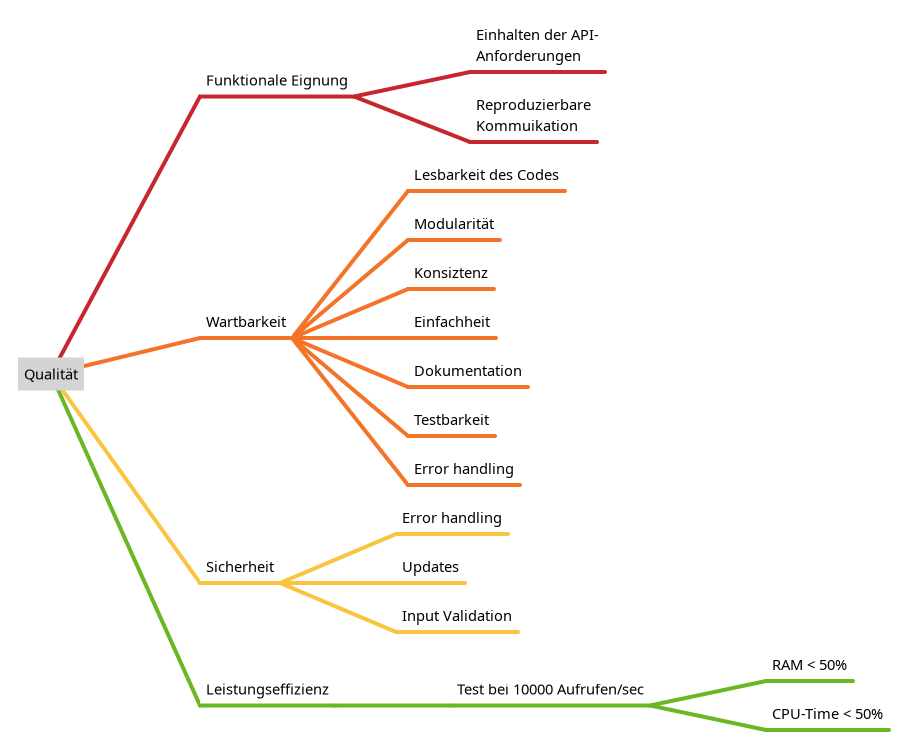 Qualität
Funktionale Eignung
Einhalten der API-
Anforderungen
Reproduzierbare
Kommuikation
Wartbarkeit
Lesbarkeit des Codes
Modularität
Konsiztenz
Einfachheit
Dokumentation
Testbarkeit
Error handling
Sicherheit
Error handling
Updates
Input Validation
Leistungseffizienz
Test bei 10000 Aufrufen/sec
RAM < 50%
CPU-Time < 50%